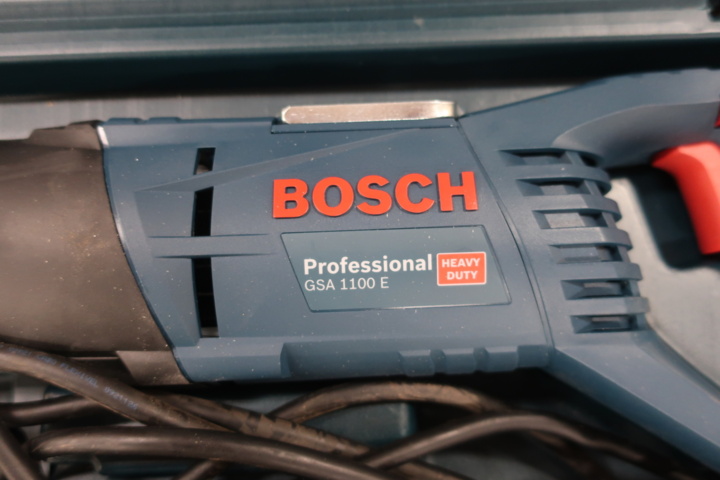 BOSCH
Professional
GSA 1100 E
HEAVY
DUTY